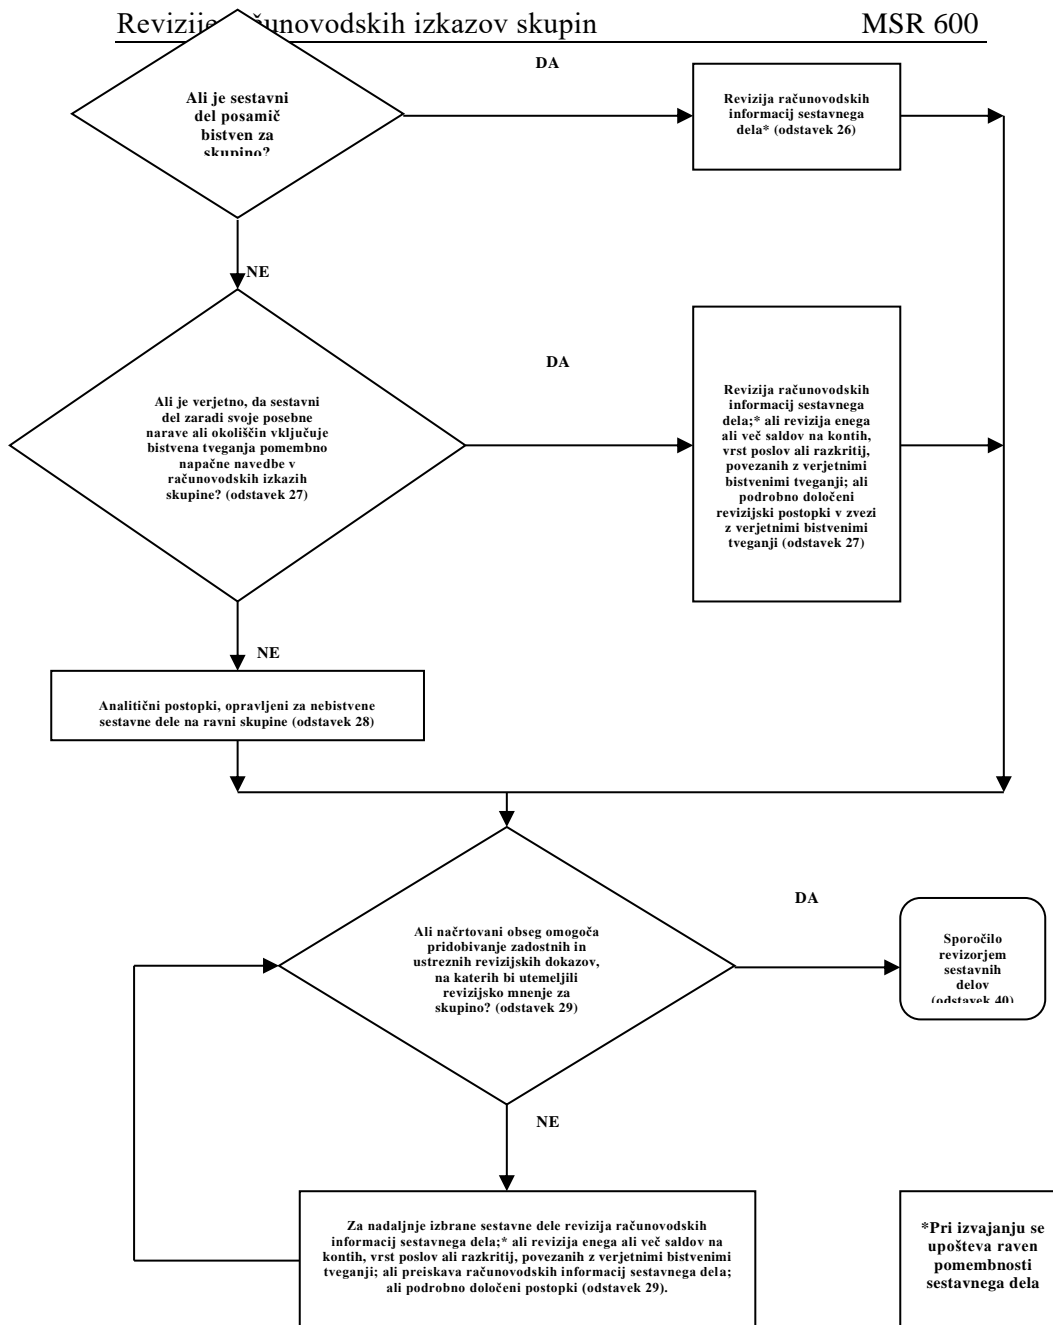 Revizije računovodskih izkazov skupin MSR 600
DA
Ali je sestavni
del posamič
bistven za
skupino?
Revizija računovodskih
informacij sestavnega
dela* (odstavek 26)
NE
DA
Ali je verjetno, da sestavni
del zaradi svoje posebne
narave ali okoliščin vključuje
bistvena tveganja pomembno
napačne navedbe v
računovodskih izkazih
skupine? (odstavek 27)
Revizija računovodskih
informacij sestavnega
dela;* ali revizija enega
ali več saldov na kontih,
vrst poslov ali razkritij,
povezanih z verjetnimi
bistvenimi tveganji; ali
podrobno določeni
revizijski postopki v zvezi
z verjetnimi bistvenimi
tveganji (odstavek 27)
NE
Analitični postopki, opravljeni za nebistvene
sestavne dele na ravni skupine (odstavek 28)
DA
Ali načrtovani obseg omogoča
pridobivanje zadostnih in
ustreznih revizijskih dokazov,
na katerih bi utemeljili
revizijsko mnenje za
skupino? (odstavek 29)
Sporočilo
revizorjem
sestavnih
delov
(odstavek 40)
NE
Za nadaljnje izbrane sestavne dele revizija računovodskih
informacij sestavnega dela;* ali revizija enega ali več saldov na
kontih, vrst poslov ali razkritij, povezanih z verjetnimi bistvenimi
tveganji; ali preiskava računovodskih informacij sestavnega dela;
ali podrobno določeni postopki (odstavek 29).
*Pri izvajanju se
upošteva raven
pomembnosti
sestavnega dela